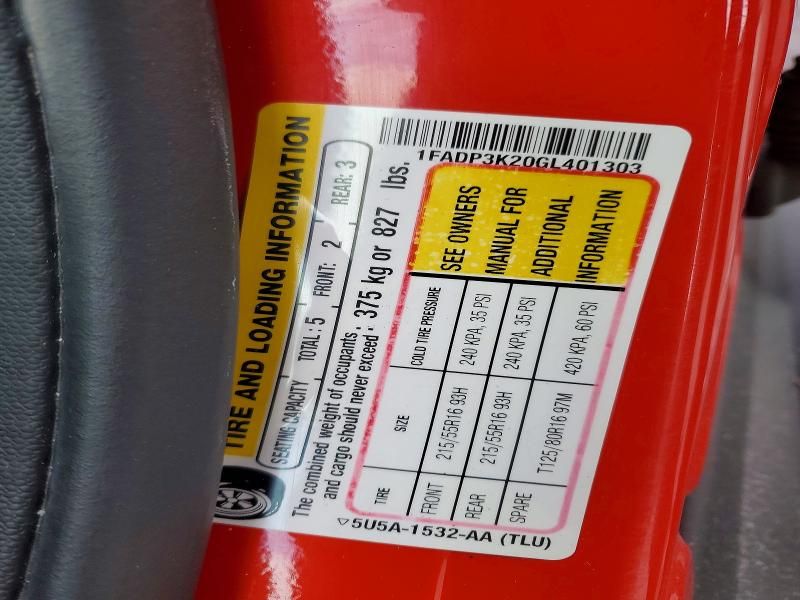 TIRE AND LOADING INFORMATION
SEATING CAPACITY TOTAL: 5 FRONT: 2 REAR: 3
The combined weight of occupants
and cargo should never exceed: 375 kg or 827 lbs.
TIRE SIZE COLD TIRE PRESSURE
FRONT 215/55R16 93H 240 KPA, 35 PSI
REAR 215/55R16 93H 240 KPA, 35 PSI
SPARE T125/80R16 97M 420 KPA, 60 PSI
SEE OWNERS
MANUAL FOR
ADDITIONAL
INFORMATION
1FADP3K20GL401303
▽5U5A-1532-AA (TLU)